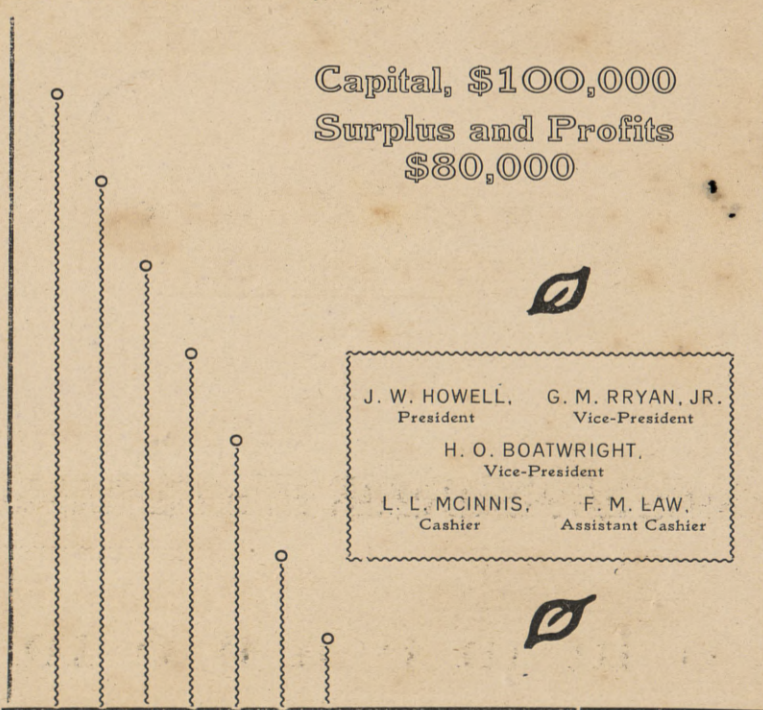 Capital, $100,000
Surplus and Profits
$80,000
J. W. HOWELL, G. M. RRYAN, JR.
President Vice-President
H. O. BOATWRIGHT,
Vice-President
L. L. MCINNIS, F. M. LAW,
Cashier Assistant Cashier